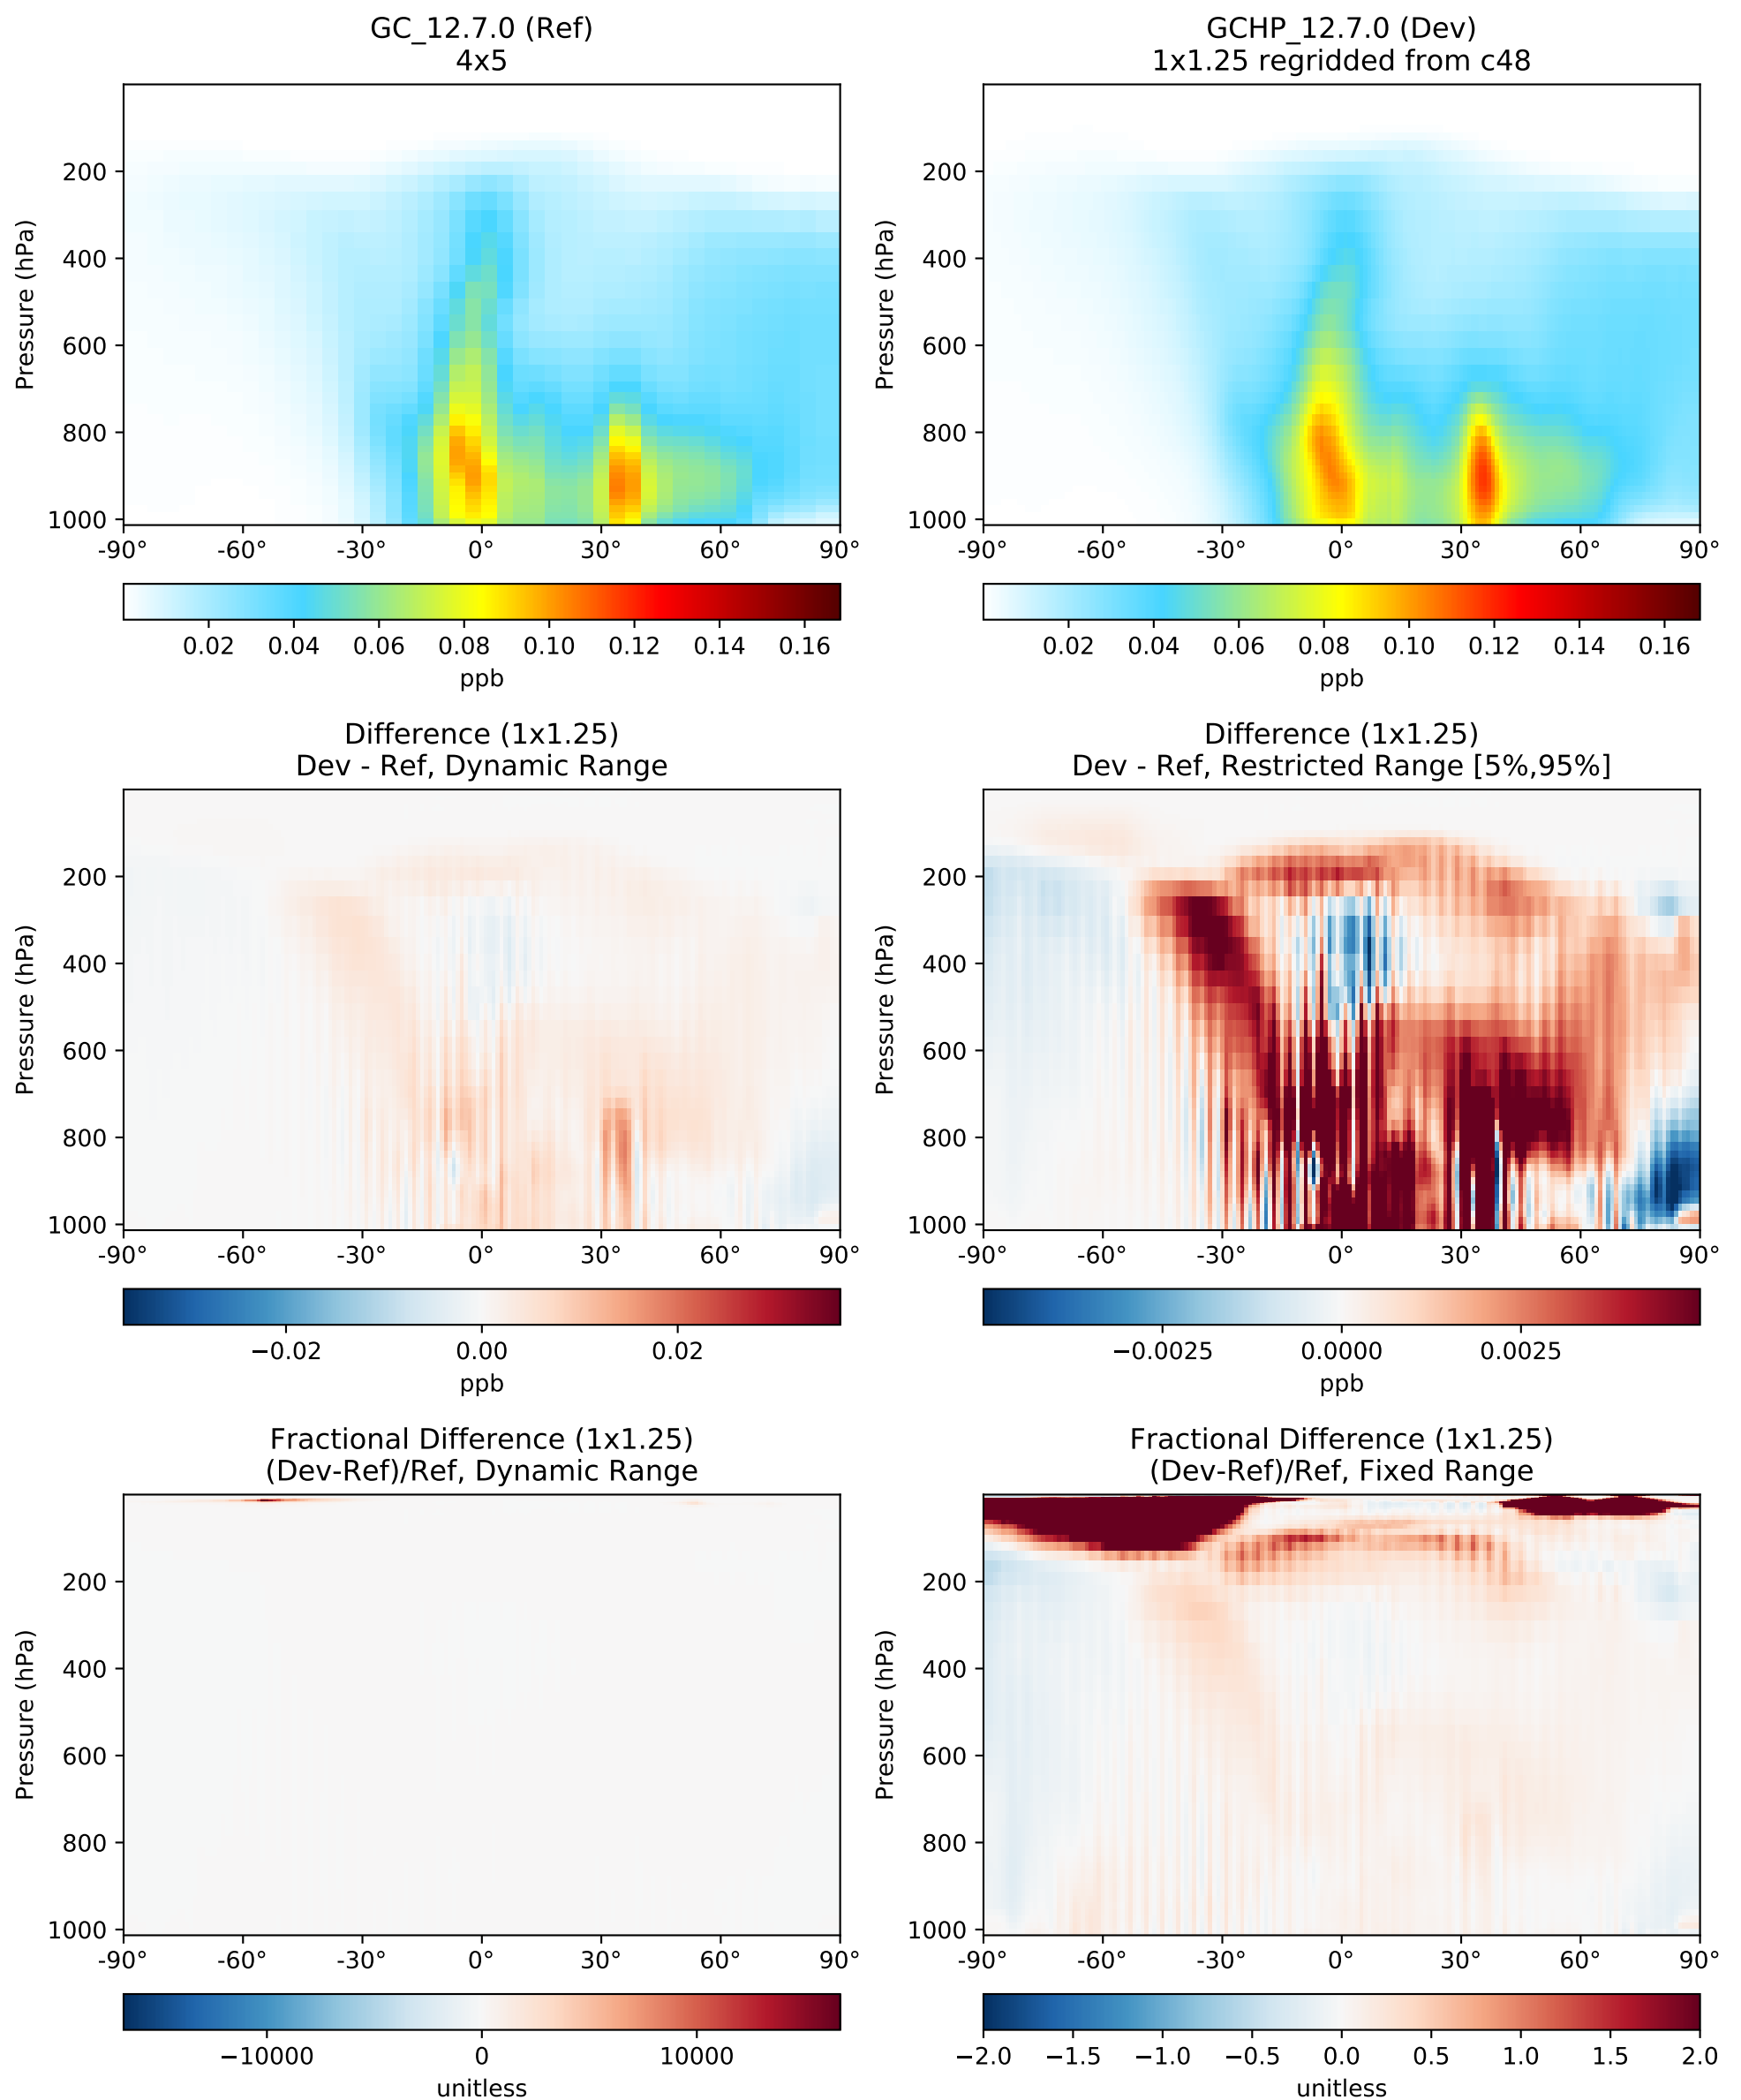 GC_12.7.0 (Ref)
4x5
GCHP_12.7.0 (Dev)
1x1.25 regridded from c48
Pressure (hPa)
200
400
600
800
1000
-90° -60° -30° 0° 30° 60° 90°
0.02 0.04 0.06 0.08 0.10 0.12 0.14 0.16
ppb
Pressure (hPa)
200
400
600
800
1000
-90° -60° -30° 0° 30° 60° 90°
0.02 0.04 0.06 0.08 0.10 0.12 0.14 0.16
ppb
Difference (1x1.25)
Dev - Ref, Dynamic Range
Difference (1x1.25)
Dev - Ref, Restricted Range [5%,95%]
Pressure (hPa)
200
400
600
800
1000
-90° -60° -30° 0° 30° 60° 90°
−0.02 0.00 0.02
ppb
Pressure (hPa)
200
400
600
800
1000
-90° -60° -30° 0° 30° 60° 90°
−0.0025 0.0000 0.0025
ppb
Fractional Difference (1x1.25)
(Dev-Ref)/Ref, Dynamic Range
Fractional Difference (1x1.25)
(Dev-Ref)/Ref, Fixed Range
Pressure (hPa)
200
400
600
800
1000
-90° -60° -30° 0° 30° 60° 90°
−10000 0 10000
unitless
Pressure (hPa)
200
400
600
800
1000
-90° -60° -30° 0° 30° 60° 90°
−2.0 −1.5 −1.0 −0.5 0.0 0.5 1.0 1.5 2.0
unitless